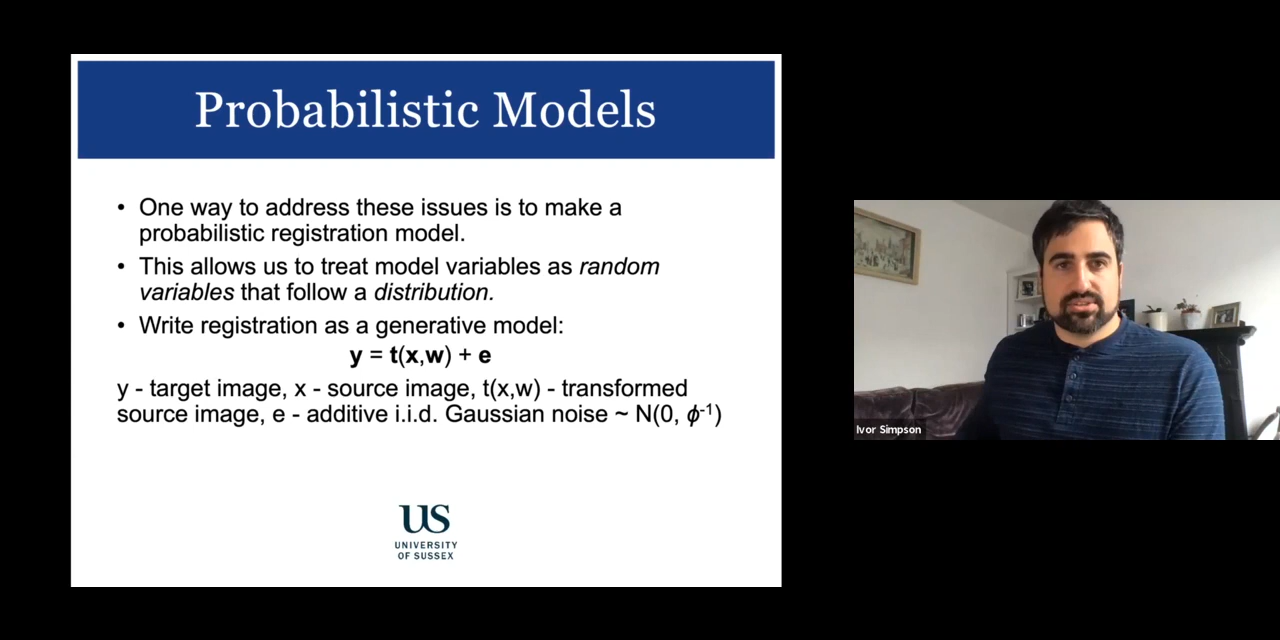 Probabilistic Models
• One way to address these issues is to make a
probabilistic registration model.
• This allows us to treat model variables as random
variables that follow a distribution.
• Write registration as a generative model:
y = t(x,w) + e
y - target image, x - source image, t(x,w) - transformed
source image, e - additive i.i.d. Gaussian noise ~ N(0, ϕ⁻¹)
US
UNIVERSITY
OF SUSSEX
Ivor Simpson